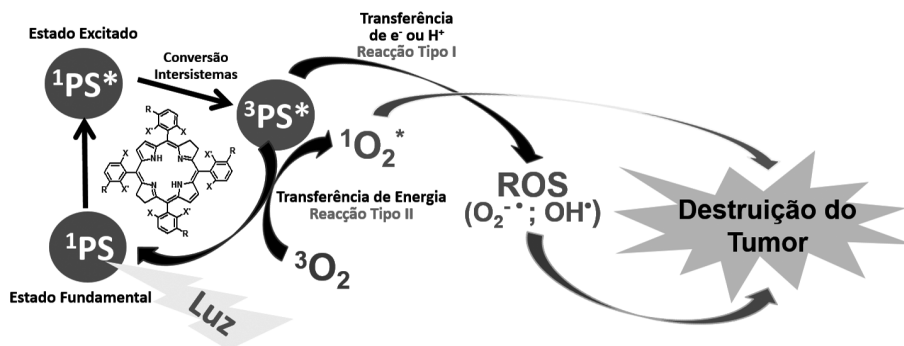 Estado Excitado
¹PS*
Conversão
Intersistemas
³PS*
Transferência
de e⁻ ou H⁺
Reacção Tipo I
R
X
X'
X'
X
R
NH
N
N
HN
R
X
X'
X
X'
R
¹O₂*
Transferência de Energia
Reacção Tipo II
³O₂
ROS
(O₂⁻•; OH•)
Destruição do
Tumor
¹PS
Estado Fundamental
Luz